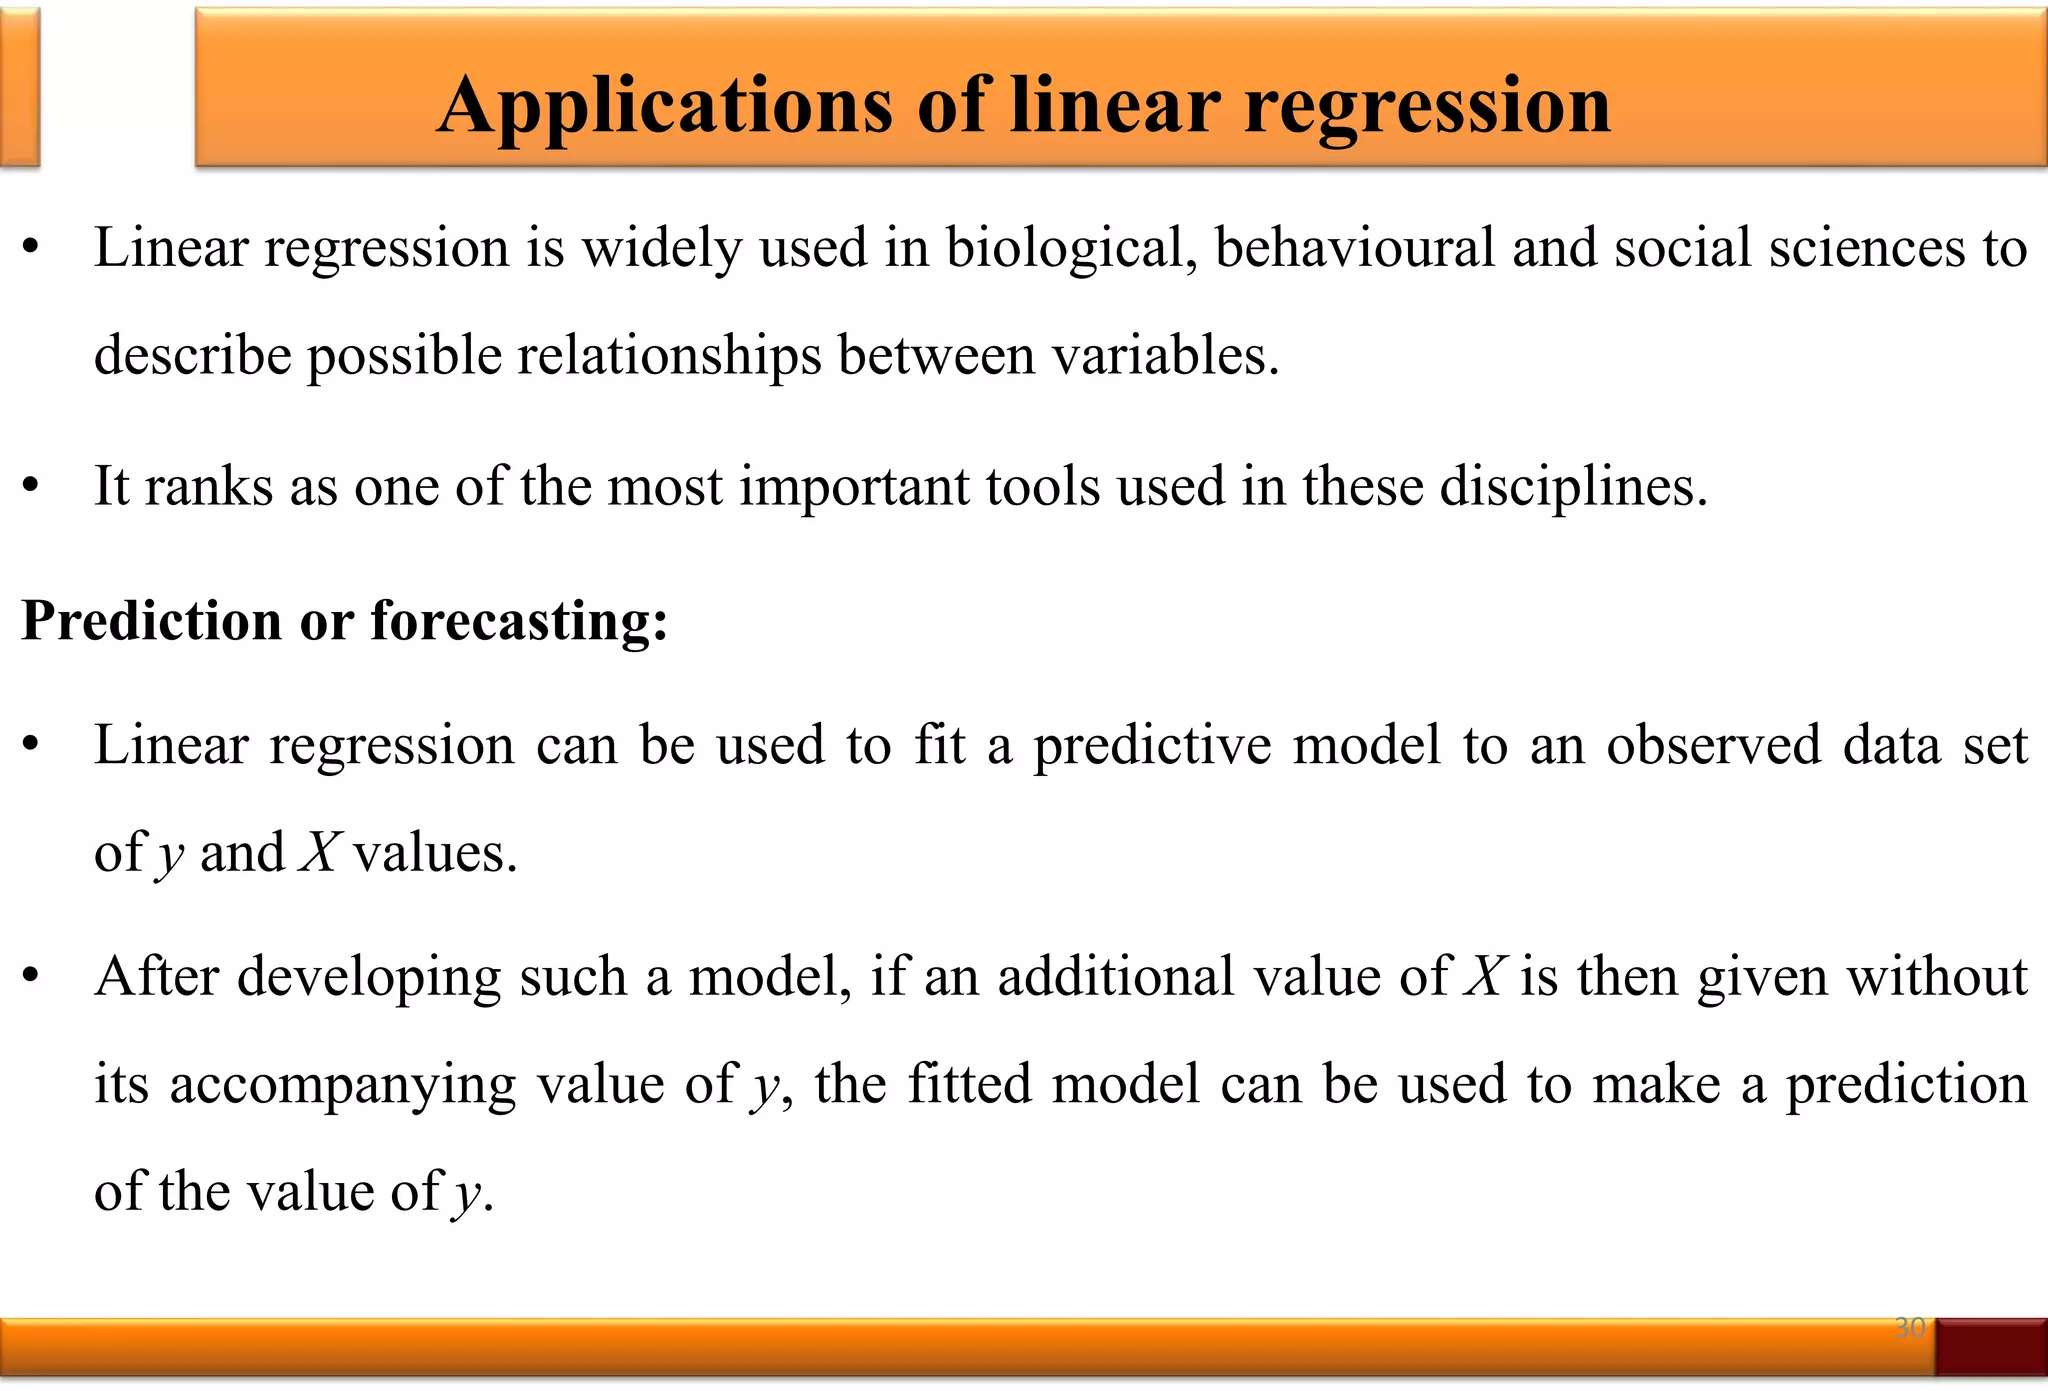 Applications of linear regression
• Linear regression is widely used in biological, behavioural and social sciences to
describe possible relationships between variables.
• It ranks as one of the most important tools used in these disciplines.
Prediction or forecasting:
• Linear regression can be used to fit a predictive model to an observed data set
of y and X values.
• After developing such a model, if an additional value of X is then given without
its accompanying value of y, the fitted model can be used to make a prediction
of the value of y.
30